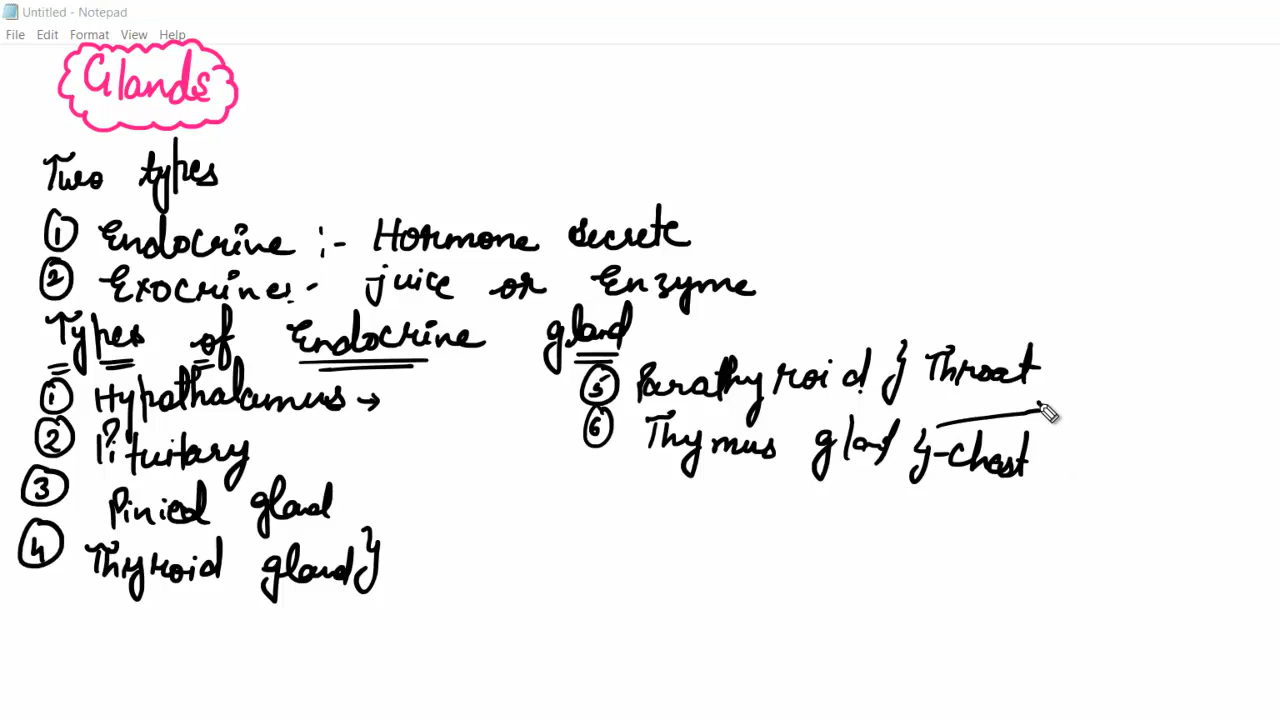 Untitled - Notepad
File Edit Format View Help
Glands
Two types
① Endocrine :- Hormone secrete
② Exocrine:- juice or Enzyme
Types of Endocrine gland
① Hypothalamus →
② Pituitary
③ Pinieal gland
④ Thyroid gland}
⑤ Parathyroid } Throat
⑥ Thymus gland }-chest